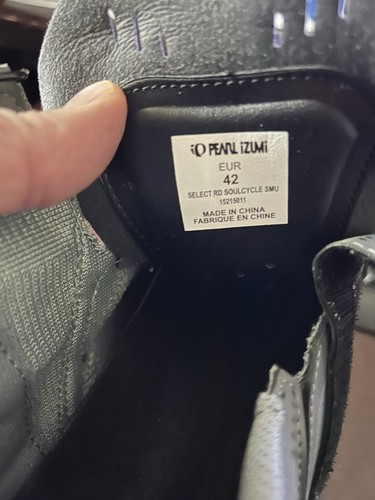 PEARL iZUMi
EUR
42
SELECT RD SOULCYCLE SMU
15215011
MADE IN CHINA
FABRIQUE EN CHINE